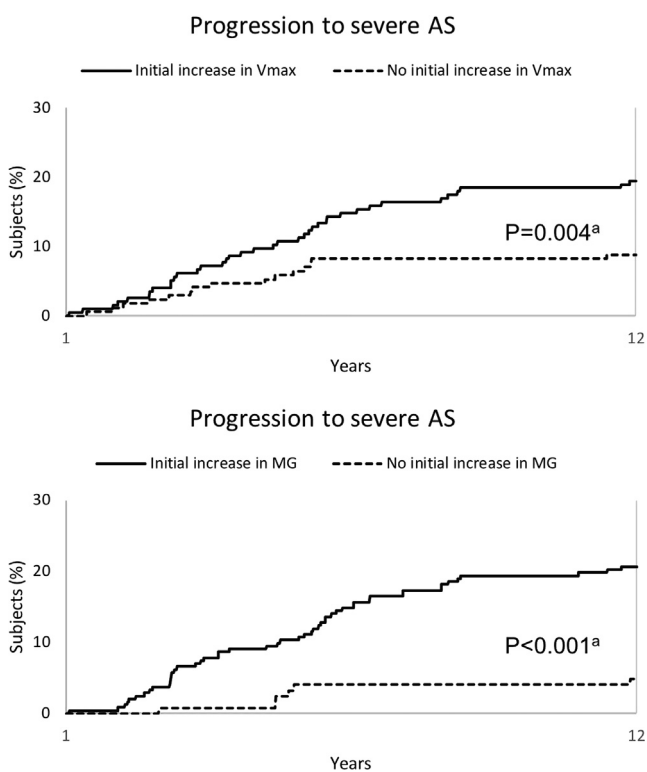 Progression to severe AS
Initial increase in Vmax No initial increase in Vmax
30
20
10
0
Subjects (%)
P=0.004ᵃ
1 12
Years
Progression to severe AS
Initial increase in MG No initial increase in MG
30
20
10
0
Subjects (%)
P<0.001ᵃ
1 12
Years